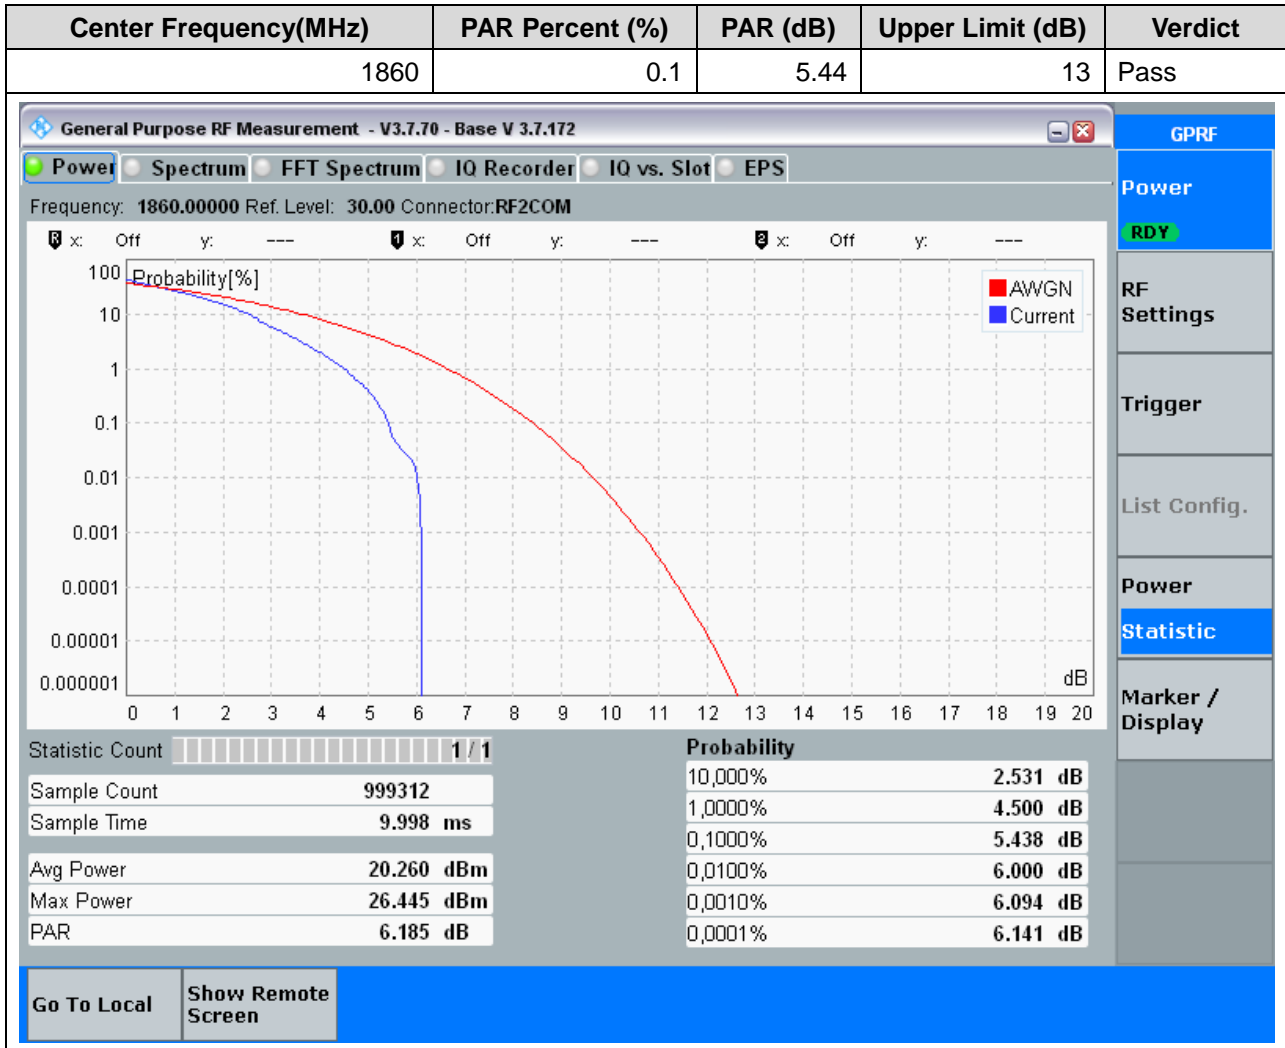 Center Frequency(MHz) PAR Percent (%) PAR (dB) Upper Limit (dB) Verdict
1860 0.1 5.44 13 Pass
General Purpose RF Measurement - V3.7.70 - Base V 3.7.172
GPRF
Power Spectrum FFT Spectrum IQ Recorder IQ vs. Slot EPS
Power
RDY
Frequency: 1860.00000 Ref. Level: 30.00 Connector:RF2COM
R x: Off y: --- 1 x: Off y: --- 2 x: Off y: ---
Probability[%]
AWGN
Current
100
10
1
0.1
0.01
0.001
0.0001
0.00001
0.000001
dB
0 1 2 3 4 5 6 7 8 9 10 11 12 13 14 15 16 17 18 19 20
RF
Settings
Trigger
List Config.
Power
Statistic
Marker /
Display
Statistic Count 1 / 1
Sample Count 999312
Sample Time 9.998 ms
Avg Power 20.260 dBm
Max Power 26.445 dBm
PAR 6.185 dB
Probability
10,000% 2.531 dB
1,0000% 4.500 dB
0,1000% 5.438 dB
0,0100% 6.000 dB
0,0010% 6.094 dB
0,0001% 6.141 dB
Go To Local
Show Remote
Screen